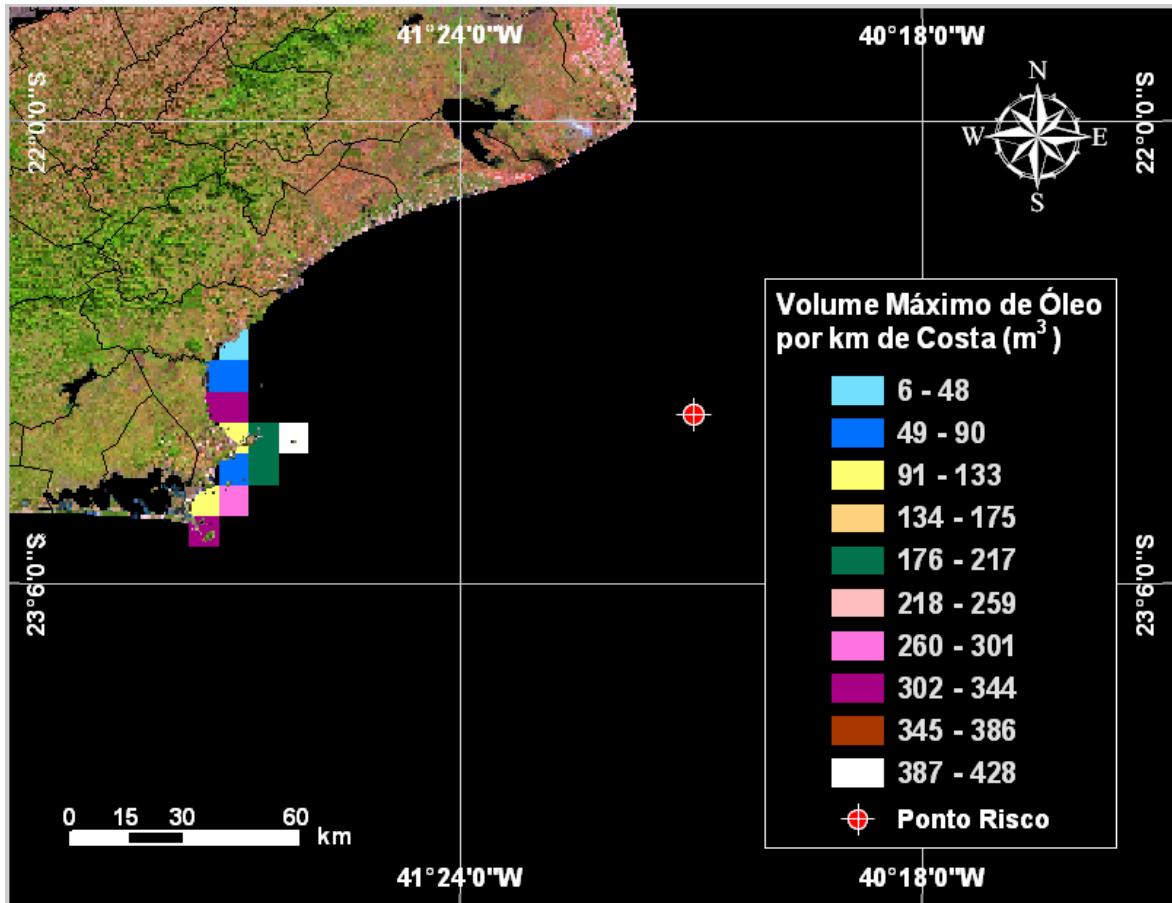 41°24'0"W
40°18'0"W
22°0'0"S
22°0'0"S
N
W
E
S
Volume Máximo de Óleo
por km de Costa (m³)
6 - 48
49 - 90
91 - 133
134 - 175
176 - 217
218 - 259
260 - 301
302 - 344
345 - 386
387 - 428
Ponto Risco
23°6'0"S
23°6'0"S
0 15 30 60
km
41°24'0"W
40°18'0"W